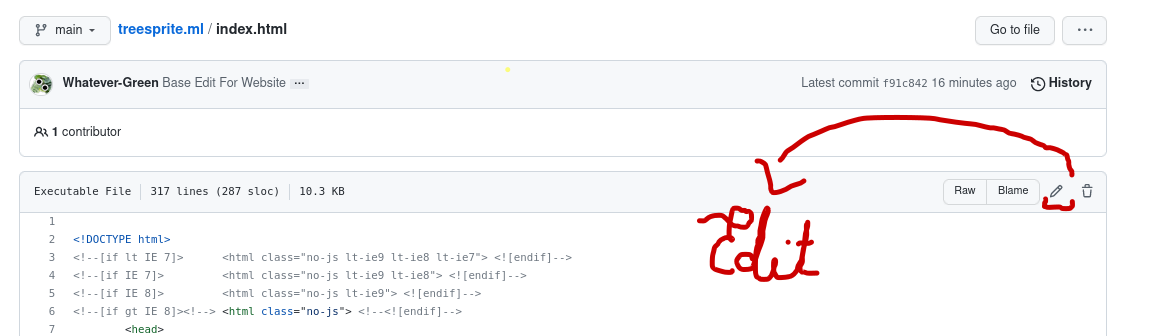 main
treesprite.ml / index.html
Go to file
...
Whatever-Green Base Edit For Website ...
Latest commit f91c842 16 minutes ago History
1 contributor
Executable File 317 lines (287 sloc) 10.3 KB
Raw Blame
To
Edit
1
2 <!DOCTYPE html>
3 <!--[if lt IE 7]>      <html class="no-js lt-ie9 lt-ie8 lt-ie7"> <![endif]-->
4 <!--[if IE 7]>         <html class="no-js lt-ie9 lt-ie8"> <![endif]-->
5 <!--[if IE 8]>         <html class="no-js lt-ie9"> <![endif]-->
6 <!--[if gt IE 8]><!--> <html class="no-js"> <!--<![endif]-->
7         <head>